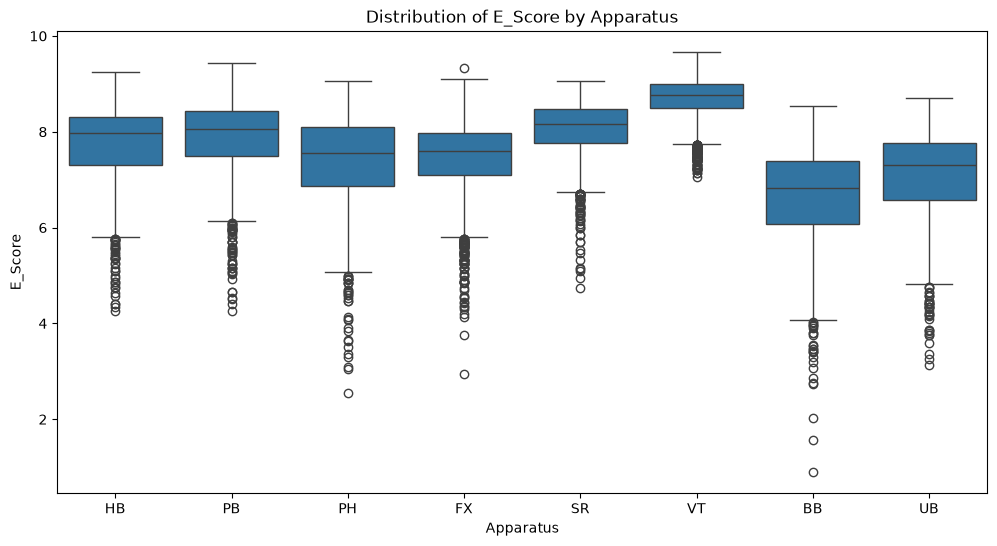 Distribution of E_Score by Apparatus
10
8
6
4
2
E_Score
HB PB PH FX SR VT BB UB
Apparatus